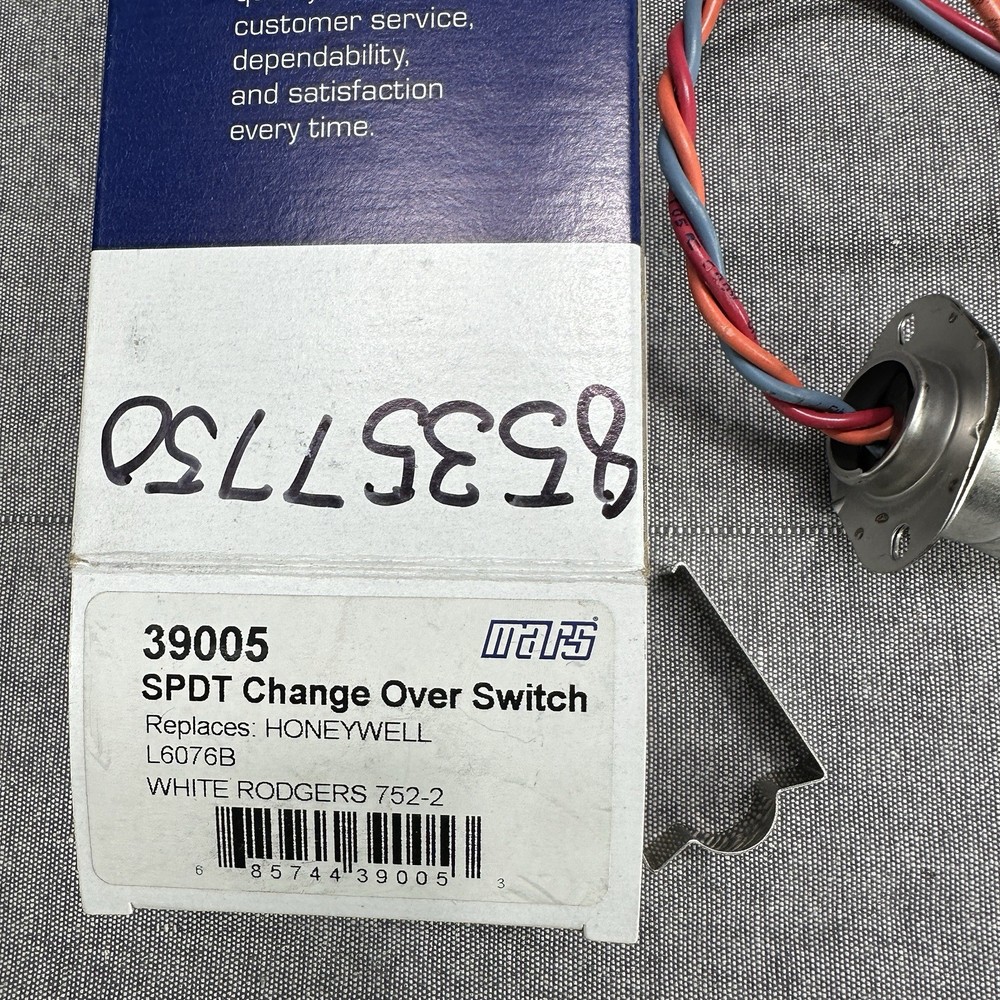 customer service,
dependability,
and satisfaction
every time.
85357750
39005
mars®
SPDT Change Over Switch
Replaces: HONEYWELL
L6076B
WHITE RODGERS 752-2
6 85744 39005 3